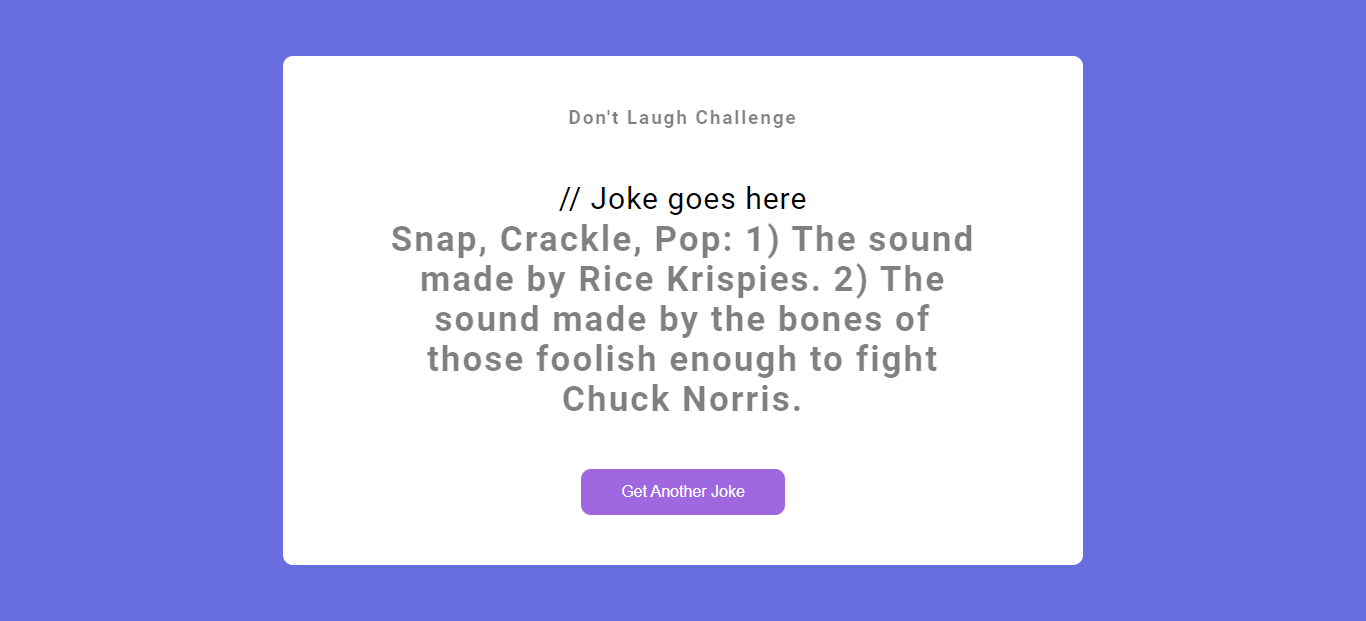 Don't Laugh Challenge
// Joke goes here
Snap, Crackle, Pop: 1) The sound
made by Rice Krispies. 2) The
sound made by the bones of
those foolish enough to fight
Chuck Norris.
Get Another Joke